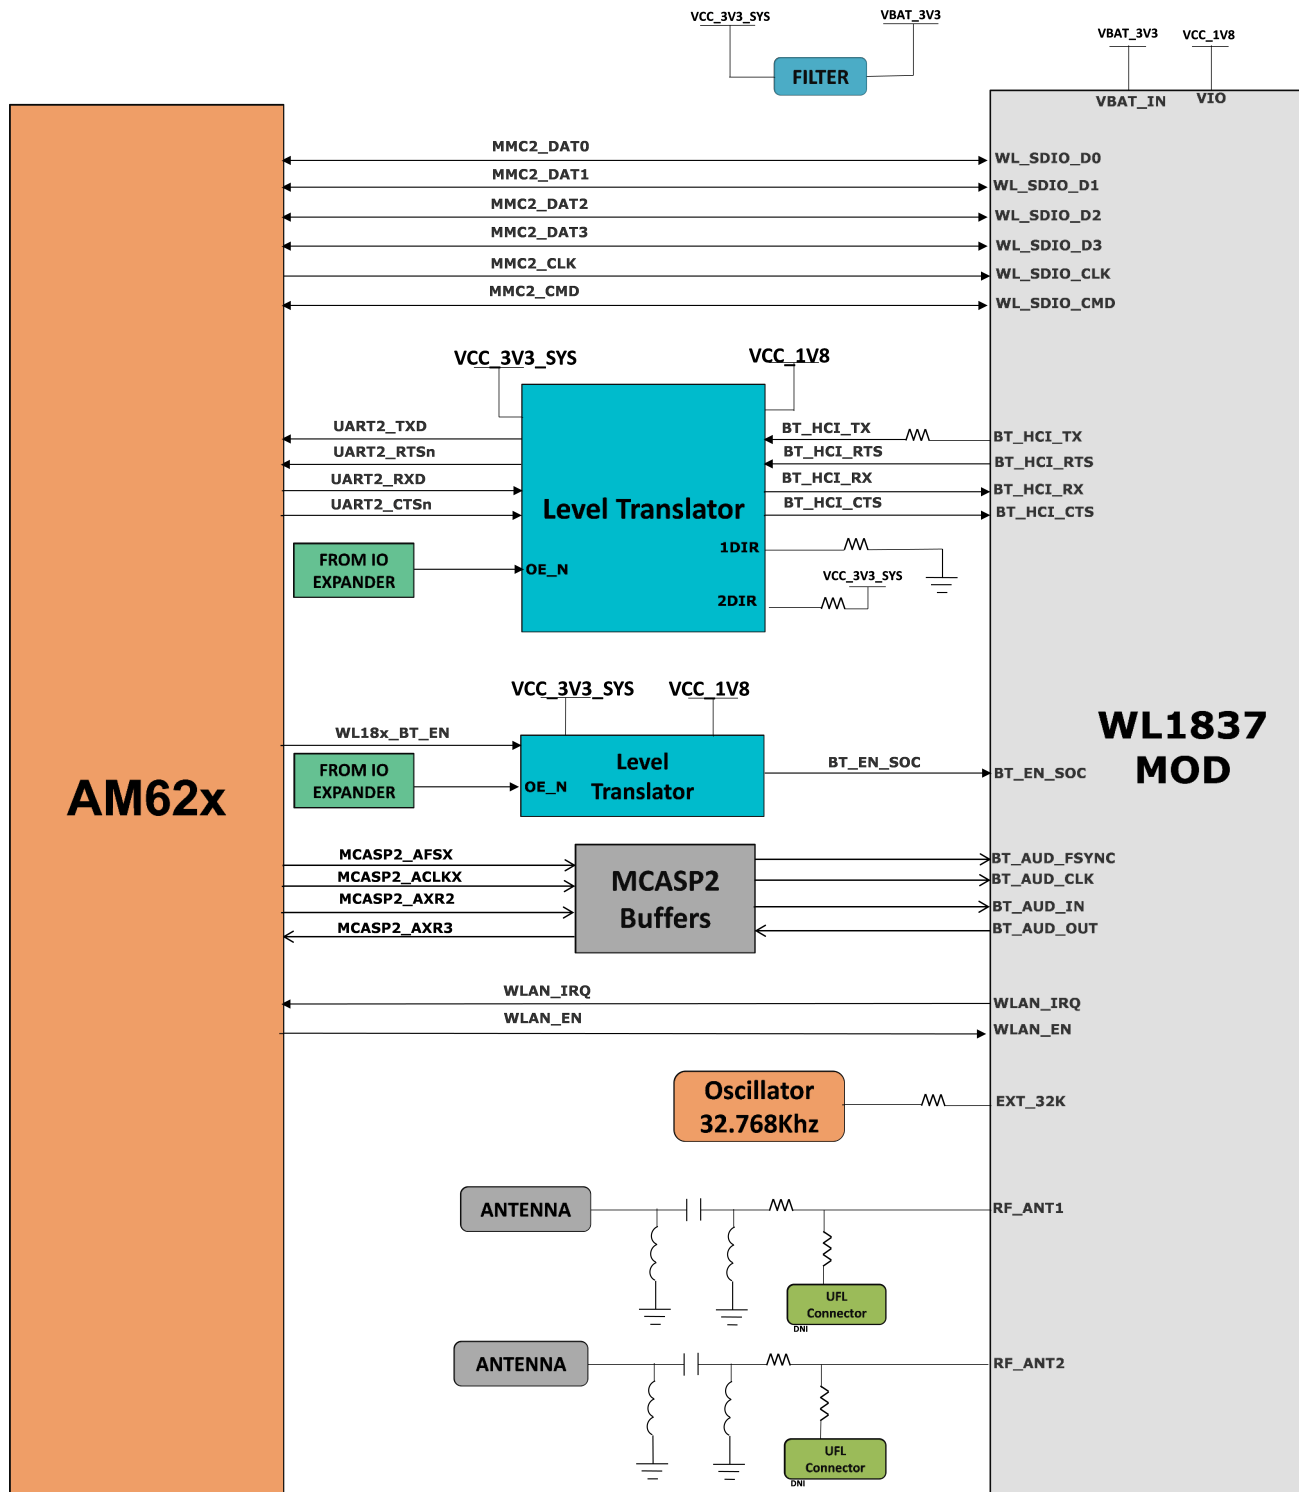 VCC_3V3_SYS
VBAT_3V3
FILTER
VBAT_3V3
VCC_1V8
VBAT_IN
VIO
AM62x
WL1837
MOD
MMC2_DAT0
WL_SDIO_D0
MMC2_DAT1
WL_SDIO_D1
MMC2_DAT2
WL_SDIO_D2
MMC2_DAT3
WL_SDIO_D3
MMC2_CLK
WL_SDIO_CLK
MMC2_CMD
WL_SDIO_CMD
VCC_3V3_SYS
VCC_1V8
UART2_TXD
BT_HCI_TX
BT_HCI_TX
UART2_RTSn
BT_HCI_RTS
BT_HCI_RTS
UART2_RXD
BT_HCI_RX
BT_HCI_RX
UART2_CTSn
BT_HCI_CTS
BT_HCI_CTS
Level Translator
FROM IO
EXPANDER
OE_N
1DIR
VCC_3V3_SYS
2DIR
VCC_3V3_SYS
VCC_1V8
WL18x_BT_EN
Level
Translator
FROM IO
EXPANDER
OE_N
BT_EN_SOC
BT_EN_SOC
MCASP2_AFSX
BT_AUD_FSYNC
MCASP2_ACLKX
BT_AUD_CLK
MCASP2_AXR2
BT_AUD_IN
MCASP2_AXR3
BT_AUD_OUT
MCASP2
Buffers
WLAN_IRQ
WLAN_IRQ
WLAN_EN
WLAN_EN
Oscillator
32.768Khz
EXT_32K
ANTENNA
RF_ANT1
UFL
Connector
DNI
ANTENNA
RF_ANT2
UFL
Connector
DNI